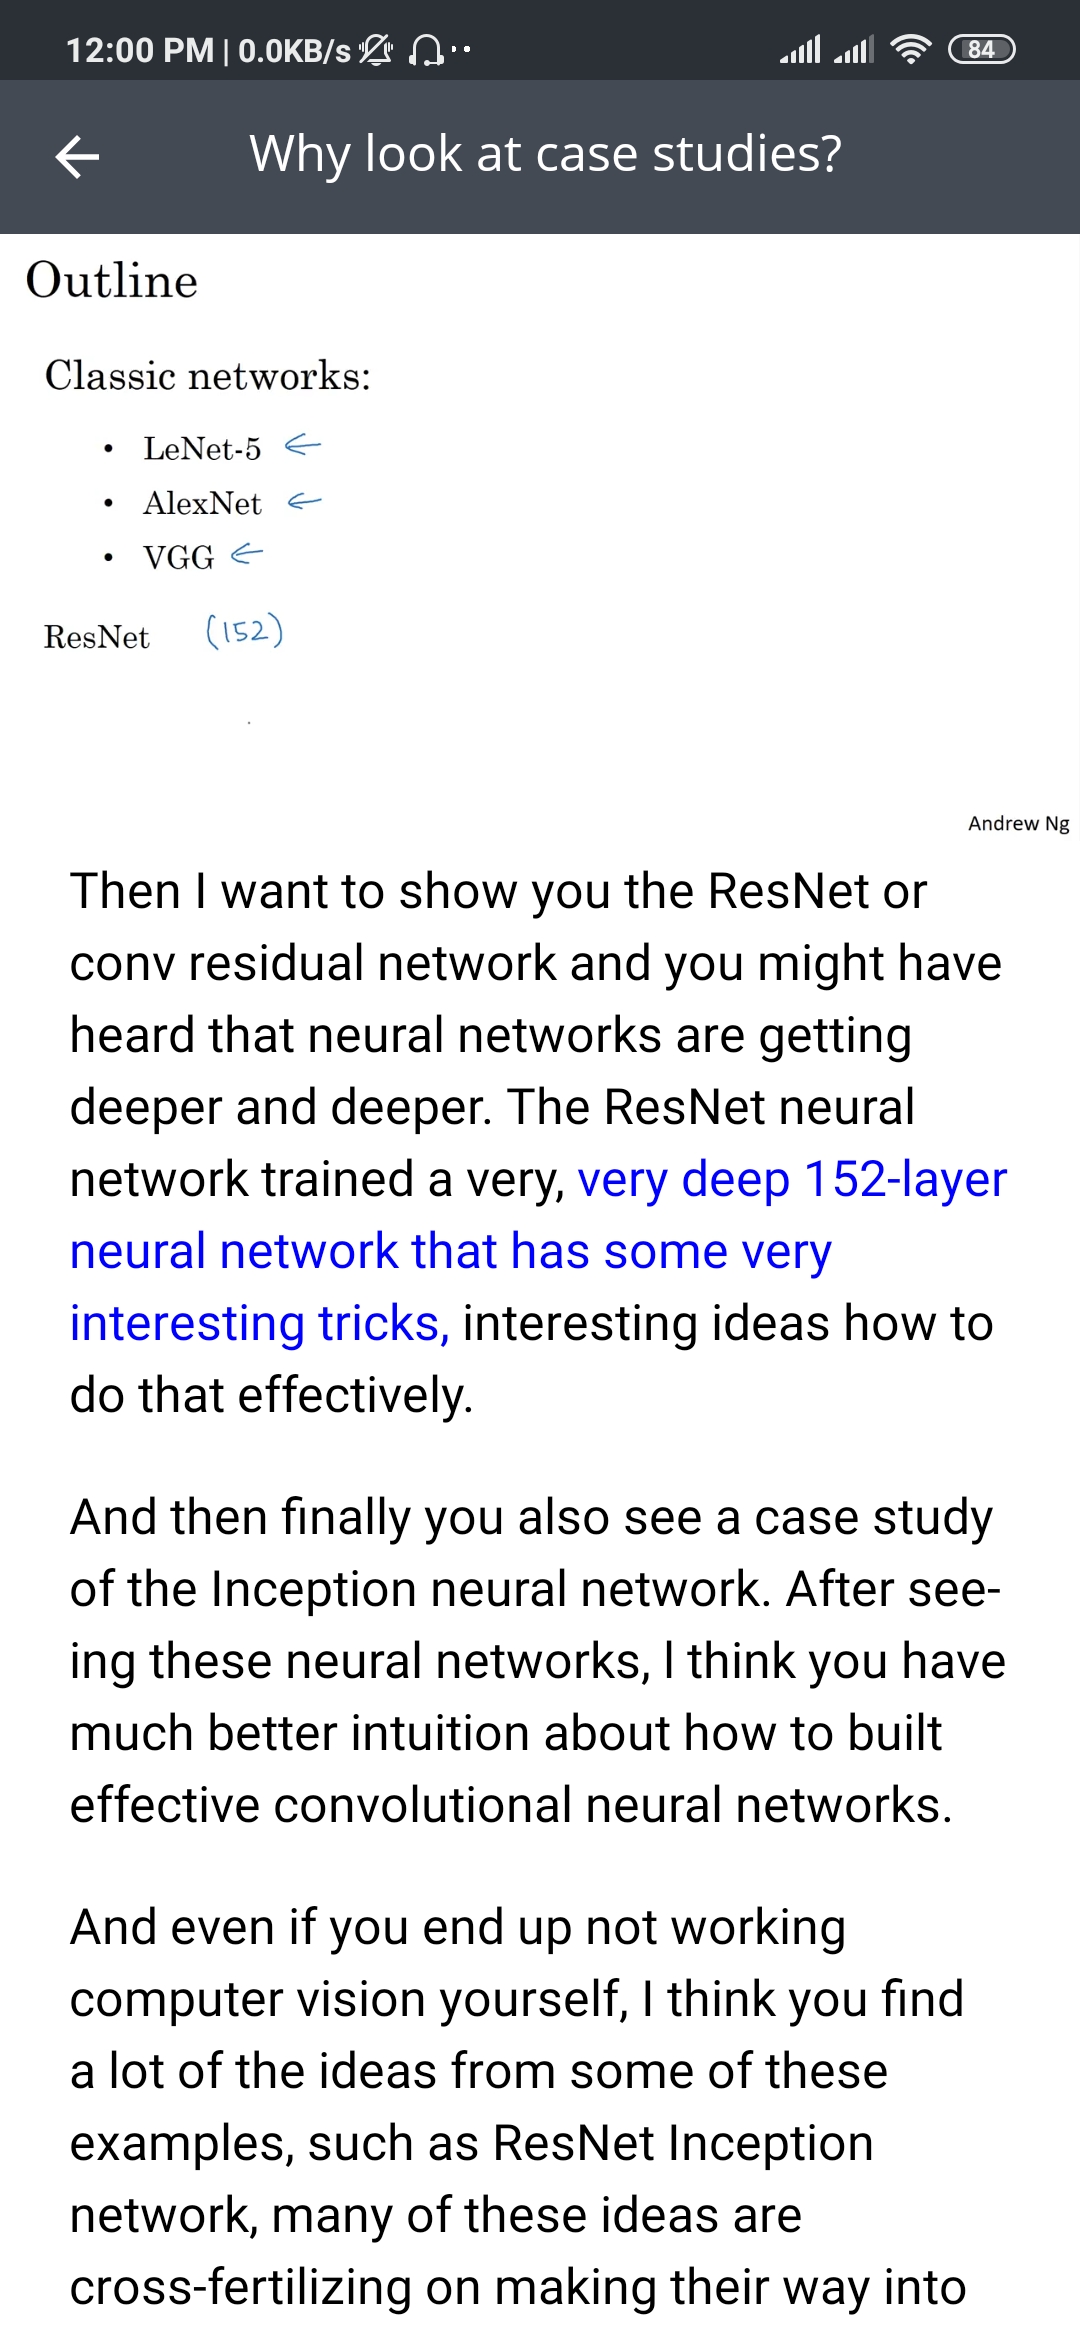 12:00 PM | 0.0KB/s
84
Why look at case studies?
Outline
Classic networks:
• LeNet-5 ←
• AlexNet ←
• VGG ←
ResNet (152)
Andrew Ng
Then I want to show you the ResNet or
conv residual network and you might have
heard that neural networks are getting
deeper and deeper. The ResNet neural
network trained a very, very deep 152-layer
neural network that has some very
interesting tricks, interesting ideas how to
do that effectively.
And then finally you also see a case study
of the Inception neural network. After see-
ing these neural networks, I think you have
much better intuition about how to built
effective convolutional neural networks.
And even if you end up not working
computer vision yourself, I think you find
a lot of the ideas from some of these
examples, such as ResNet Inception
network, many of these ideas are
cross-fertilizing on making their way into